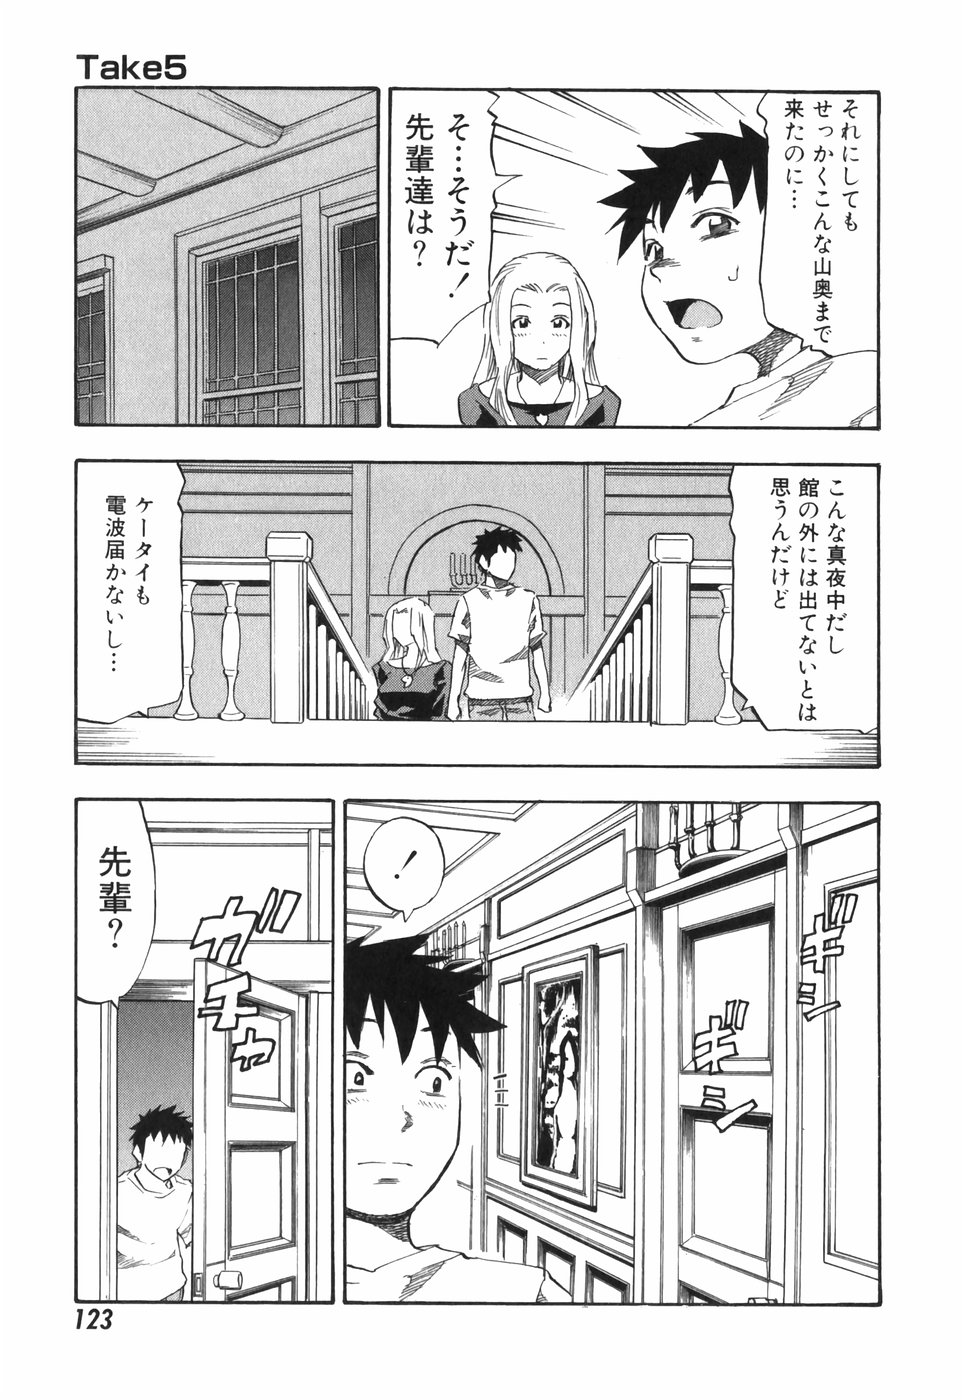 Take5
それにしても
せっかくこんな山奥まで
来たのに…
そ…そうだ！
先輩達は？
こんな真夜中だし
館の外には出てないとは
思うんだけど
ケータイも
電波届かないし…
！
ギシ
ギシ
ガチャ
先輩？
123